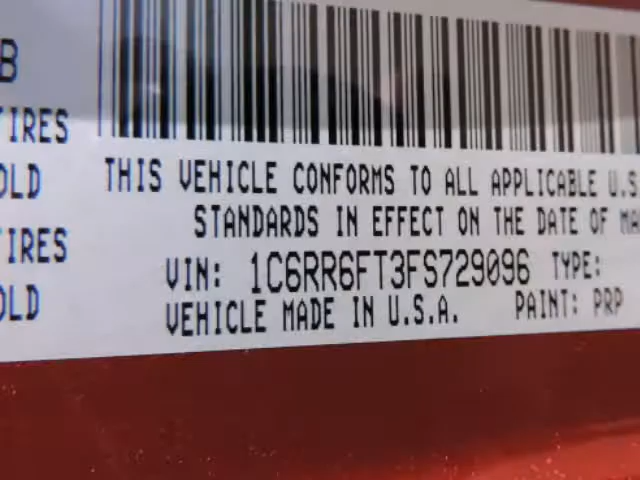 B
TIRES
OLD
TIRES
OLD
THIS VEHICLE CONFORMS TO ALL APPLICABLE U.S
STANDARDS IN EFFECT ON THE DATE OF MA
VIN: 1C6RR6FT3FS729096 TYPE:
VEHICLE MADE IN U.S.A. PAINT: PRP